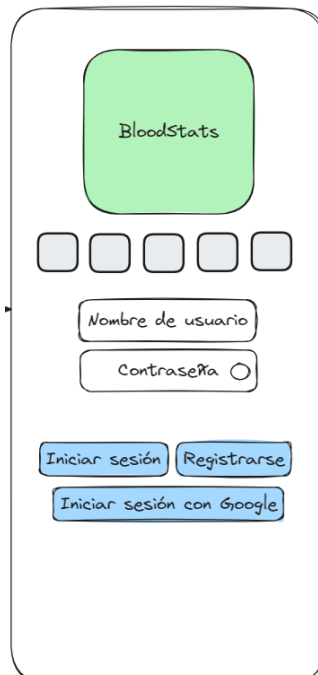 BloodStats
Nombre de usuario
Contraseña
Iniciar sesión
Registrarse
Iniciar sesión con Google